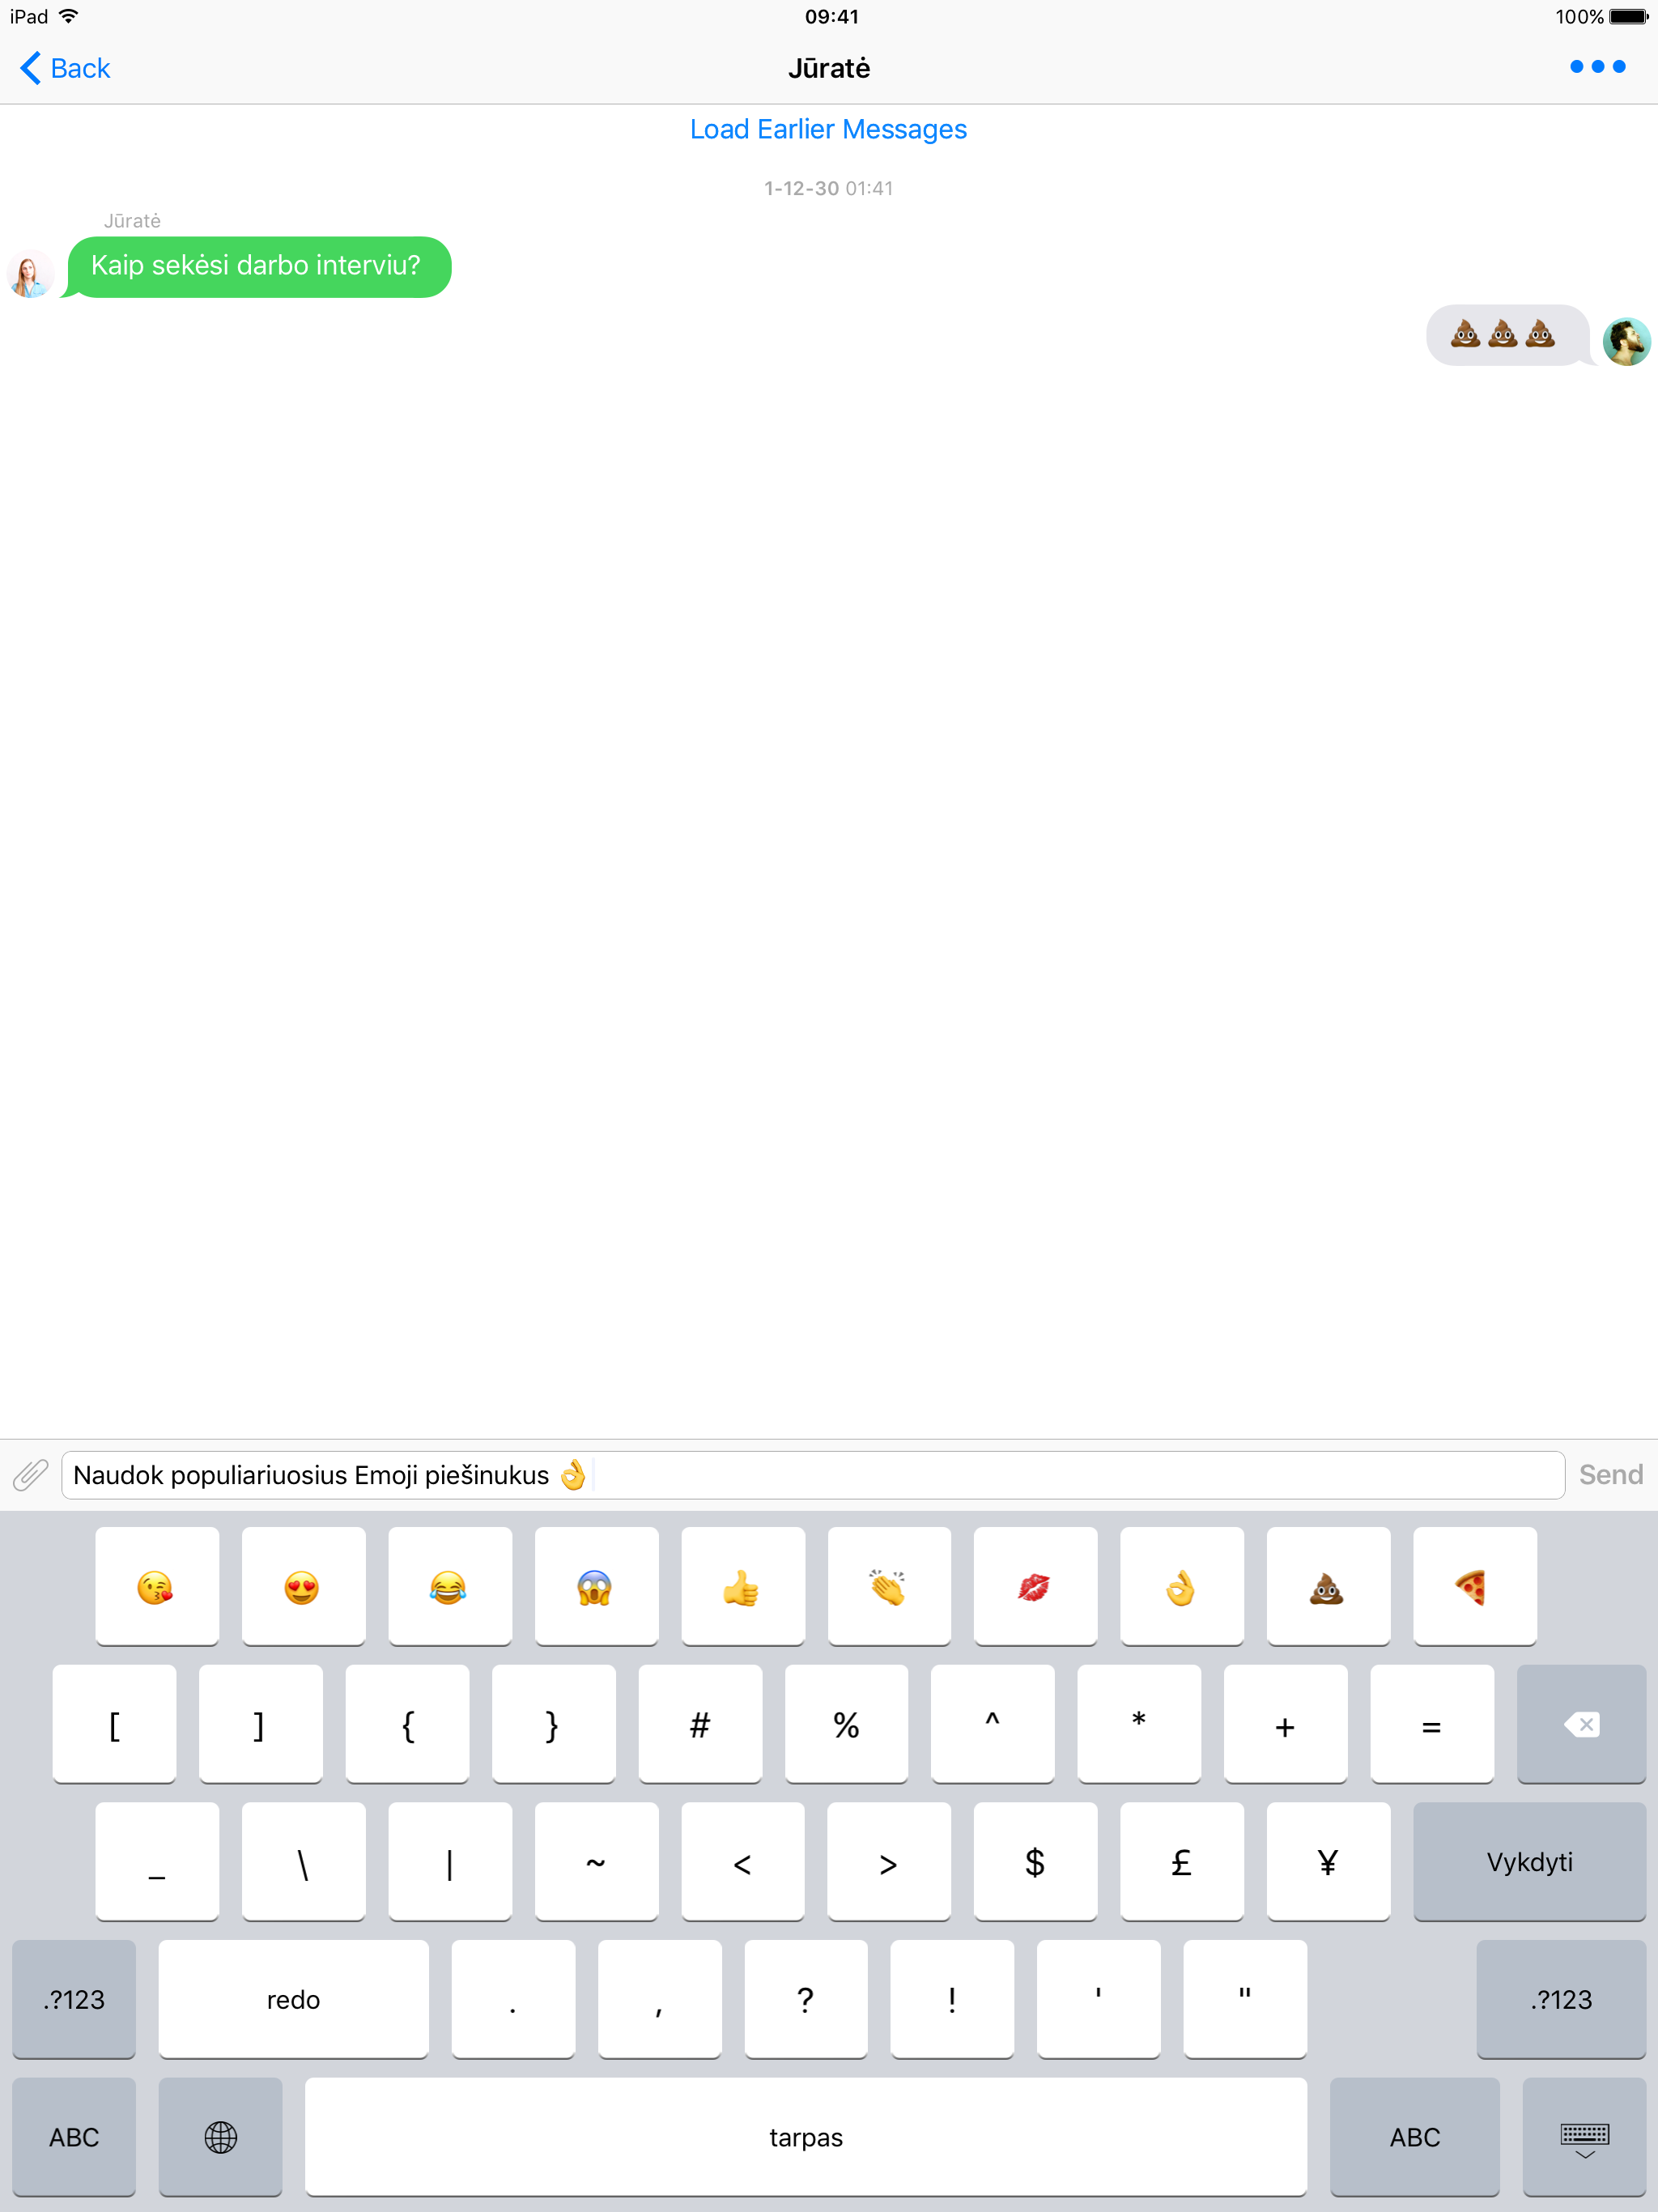 iPad 09:41 100%
Back Jūratė •••
Load Earlier Messages
1-12-30 01:41
Jūratė
Kaip sekėsi darbo interviu?
💩💩💩
Naudok populiariuosius Emoji piešinukus 👌 Send
😘 😍 😂 😱 👍 👏 💋 👌 💩 🍕
[ ] { } # % ^ * + =
_ \ | ~ < > $ £ ¥ Vykdyti
.?123 redo . , ? ! ' " .?123
ABC tarpas ABC